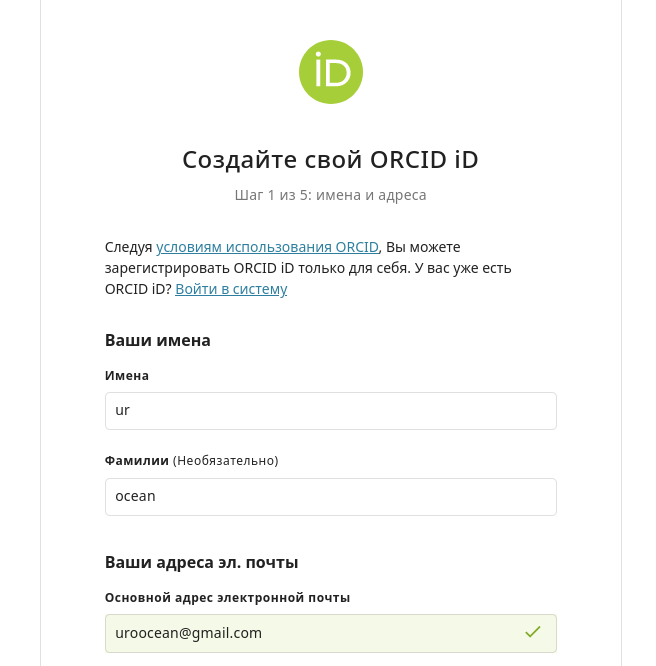 iD
Создайте свой ORCID iD
Шаг 1 из 5: имена и адреса
Следуя условиям использования ORCID, Вы можете
зарегистрировать ORCID iD только для себя. У вас уже есть
ORCID iD? Войти в систему
Ваши имена
Имена
ur
Фамилии (Необязательно)
ocean
Ваши адреса эл. почты
Основной адрес электронной почты
uroocean@gmail.com